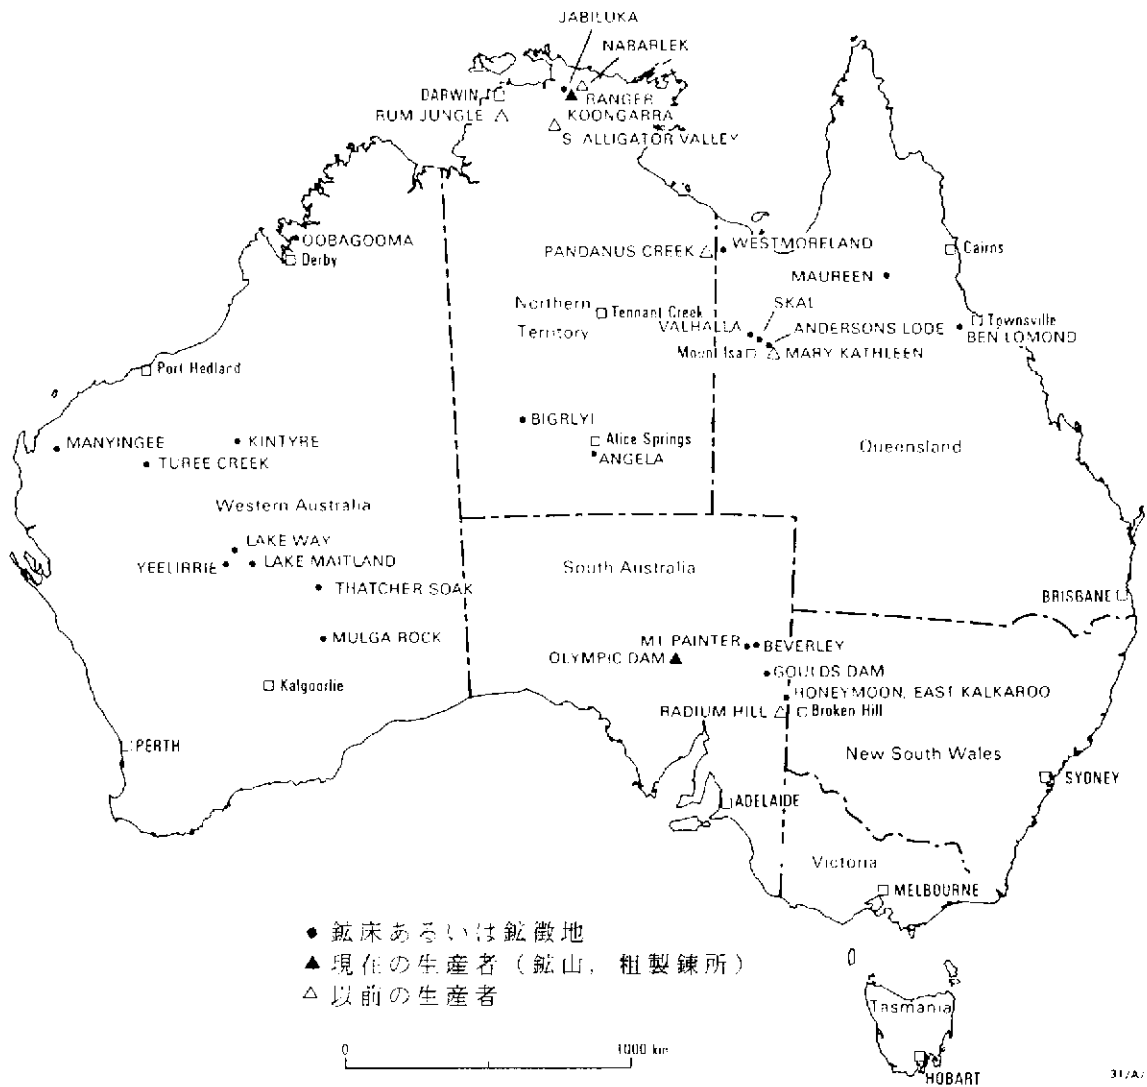 JABILUKA
NABARLEK
DARWIN
RANGER
RUM JUNGLE
KOONGARRA
S. ALLIGATOR VALLEY
OOBAGOOMA
Derby
PANDANUS CREEK
WESTMORELAND
Cairns
MAUREEN
SKAL
Northern
Territory
Tennant Creek
VALHALLA
ANDERSONS LODE
Townsville
BEN LOMOND
Mount Isa
MARY KATHLEEN
Port Hedland
BIGRLYI
Alice Springs
ANGELA
MANYINGEE
KINTYRE
TUREE CREEK
Queensland
Western Australia
LAKE WAY
YEELIRRIE
LAKE MAITLAND
South Australia
THATCHER SOAK
BRISBANE
MULGA ROCK
MT PAINTER
BEVERLEY
OLYMPIC DAM
GOULDS DAM
Kalgoorlie
HONEYMOON, EAST KALKAROO
RADIUM HILL
Broken Hill
PERTH
New South Wales
SYDNEY
ADELAIDE
Victoria
MELBOURNE
● 鉱床あるいは鉱徴地
▲ 現在の生産者（鉱山，粗製錬所）
△ 以前の生産者
Tasmania
0 1000 km
HOBART